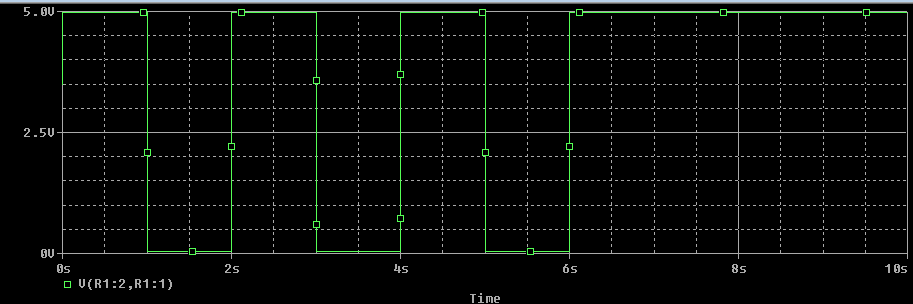 5.0V
2.5V
0V
0s 2s 4s 6s 8s 10s
V(R1:2,R1:1)
Time